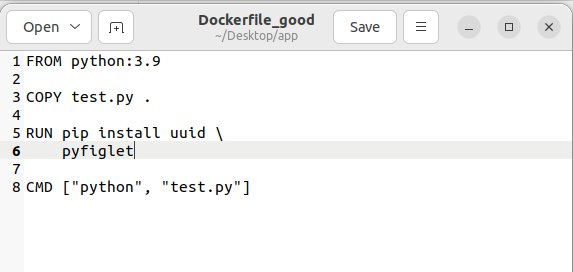 Open
Dockerfile_good
~/Desktop/app
Save
1 FROM python:3.9
2
3 COPY test.py .
4
5 RUN pip install uuid \
6     pyfiglet
7
8 CMD ["python", "test.py"]